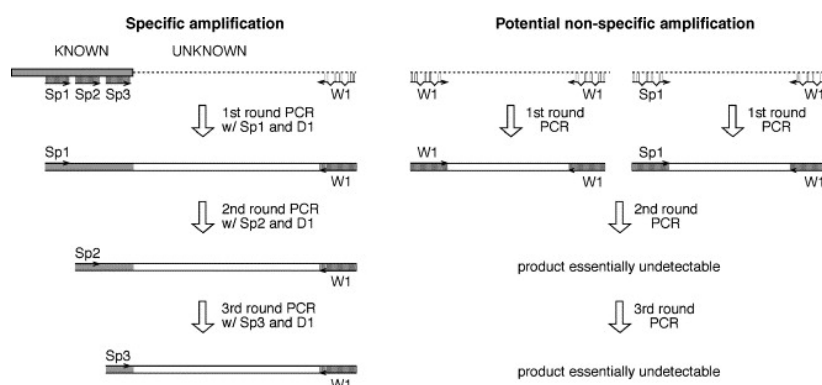 Specific amplification
KNOWN UNKNOWN
Sp1 Sp2 Sp3 W1
1st round PCR
w/ Sp1 and D1
Sp1
W1
2nd round PCR
w/ Sp2 and D1
Sp2
W1
3rd round PCR
w/ Sp3 and D1
Sp3
W1
Potential non-specific amplification
W1 W1 Sp1 W1
1st round
PCR
1st round
PCR
W1 Sp1
W1 W1
2nd round
PCR
product essentially undetectable
3rd round
PCR
product essentially undetectable